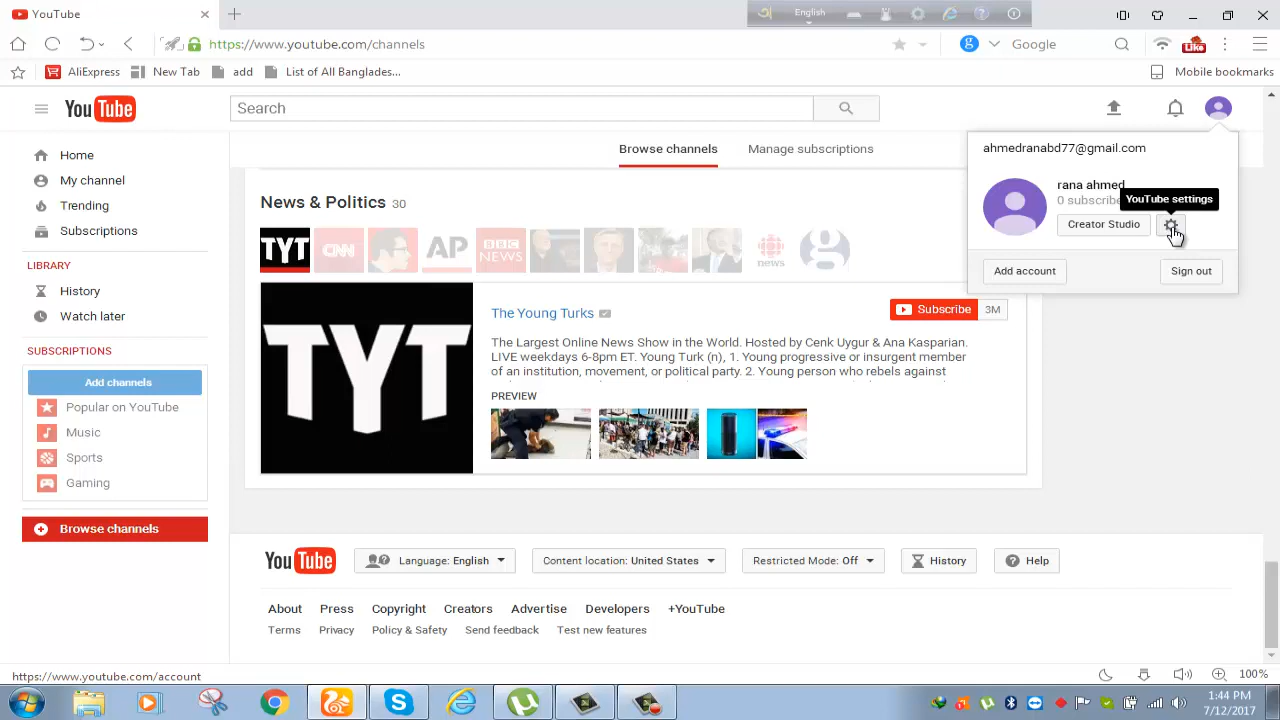 YouTube
English
https://www.youtube.com/channels
g
Google
Like
AliExpress
New Tab
add
List of All Banglades...
Mobile bookmarks
YouTube
Search
Home
My channel
Trending
Subscriptions
LIBRARY
History
Watch later
SUBSCRIPTIONS
Add channels
Popular on YouTube
Music
Sports
Gaming
Browse channels
Browse channels
Manage subscriptions
ahmedranabd77@gmail.com
rana ahmed
0 subscribe
YouTube settings
Creator Studio
Add account
Sign out
News & Politics 30
TYT
CNN
AP
BBC NEWS
news
TYT
The Young Turks
Subscribe 3M
The Largest Online News Show in the World. Hosted by Cenk Uygur & Ana Kasparian.
LIVE weekdays 6-8pm ET. Young Turk (n), 1. Young progressive or insurgent member
of an institution, movement, or political party. 2. Young person who rebels against
PREVIEW
YouTube
Language: English
Content location: United States
Restricted Mode: Off
History
Help
About
Press
Copyright
Creators
Advertise
Developers
+YouTube
Terms
Privacy
Policy & Safety
Send feedback
Test new features
https://www.youtube.com/account
100%
1:44 PM
7/12/2017